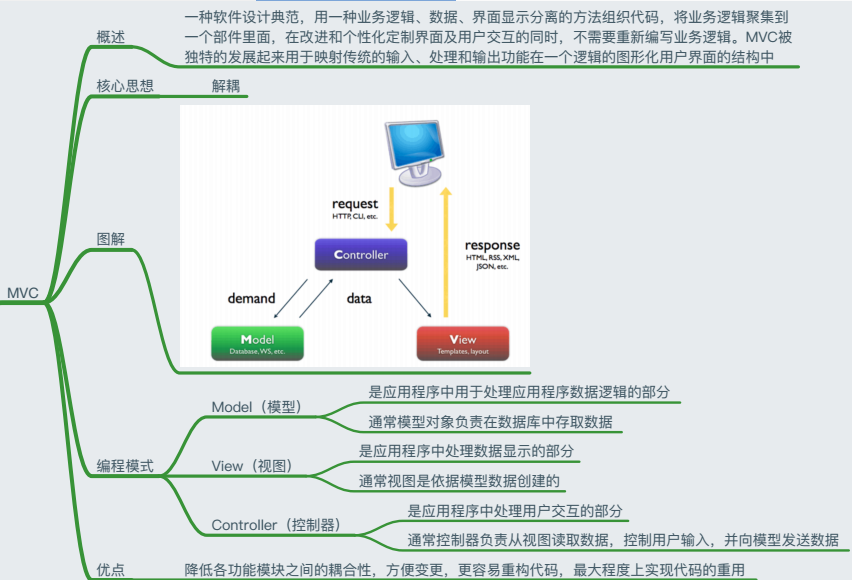 MVC
概述
一种软件设计典范，用一种业务逻辑、数据、界面显示分离的方法组织代码，将业务逻辑聚集到
一个部件里面，在改进和个性化定制界面及用户交互的同时，不需要重新编写业务逻辑。MVC被
独特的发展起来用于映射传统的输入、处理和输出功能在一个逻辑的图形化用户界面的结构中
核心思想
解耦
图解
request
HTTP, CLI, etc.
Controller
response
HTML, RSS, XML,
JSON, etc.
demand
data
Model
Database, WS, etc.
View
Templates, layout
编程模式
Model（模型）
是应用程序中用于处理应用程序数据逻辑的部分
通常模型对象负责在数据库中存取数据
View（视图）
是应用程序中处理数据显示的部分
通常视图是依据模型数据创建的
Controller（控制器）
是应用程序中处理用户交互的部分
通常控制器负责从视图读取数据，控制用户输入，并向模型发送数据
优点
降低各功能模块之间的耦合性，方便变更，更容易重构代码，最大程度上实现代码的重用